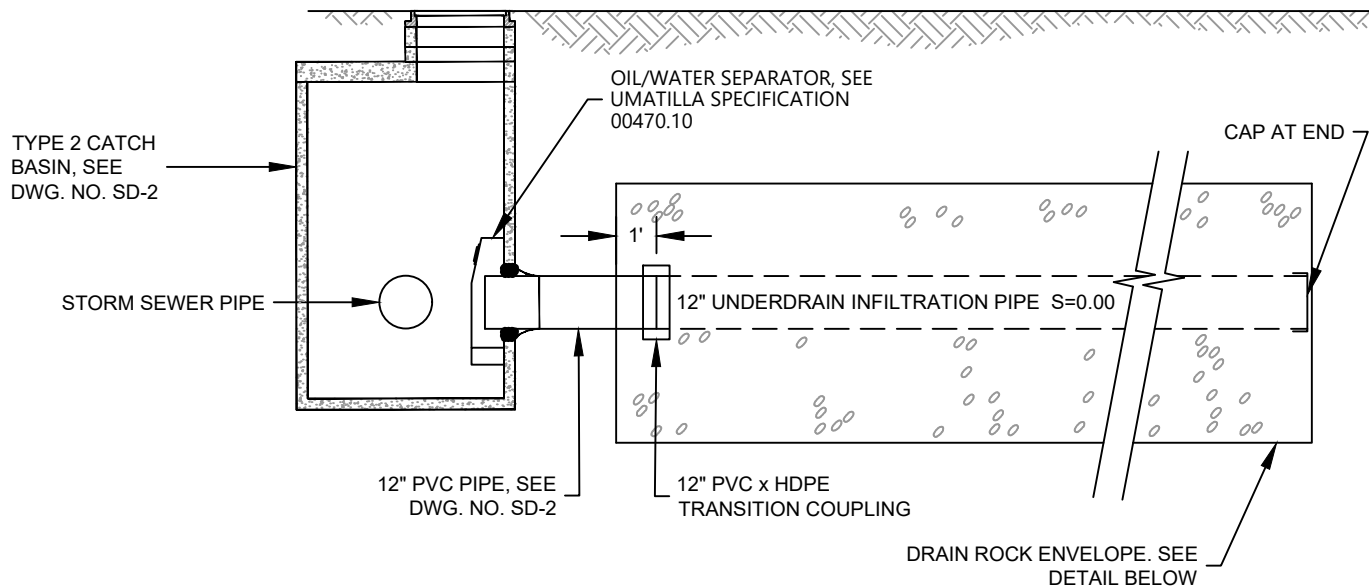 OIL/WATER SEPARATOR, SEE
UMATILLA SPECIFICATION
00470.10
TYPE 2 CATCH
BASIN, SEE
DWG. NO. SD-2
CAP AT END
1'
STORM SEWER PIPE
12" UNDERDRAIN INFILTRATION PIPE S=0.00
12" PVC PIPE, SEE
DWG. NO. SD-2
12" PVC x HDPE
TRANSITION COUPLING
DRAIN ROCK ENVELOPE. SEE
DETAIL BELOW